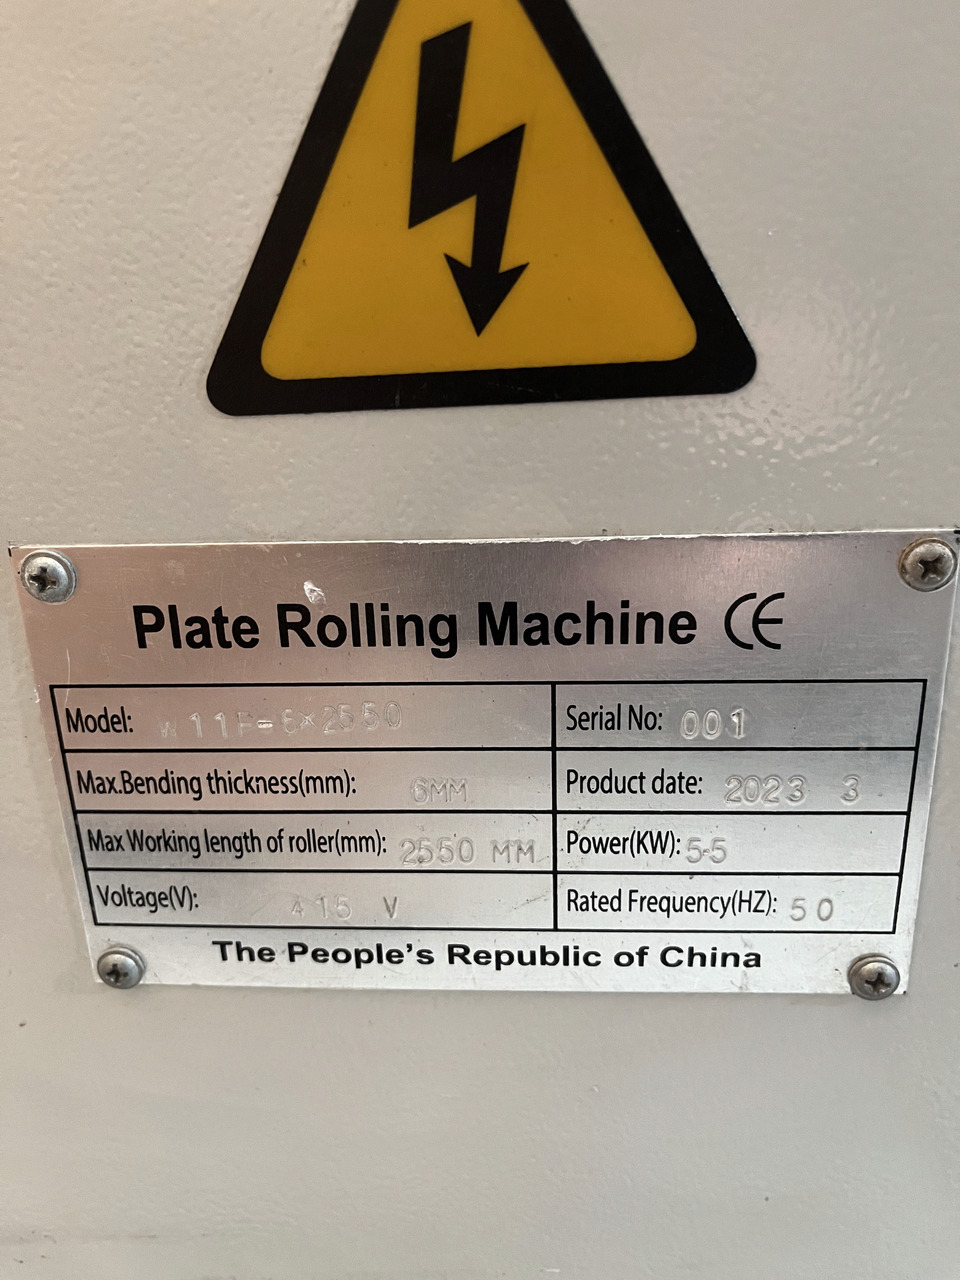 Plate Rolling Machine CE
Model: W11F-6×2550 Serial No: 001
Max.Bending thickness(mm): 6MM Product date: 2023 3
Max Working length of roller(mm): 2550 MM Power(KW): 5.5
Voltage(V): 415 V Rated Frequency(HZ): 50
The People's Republic of China